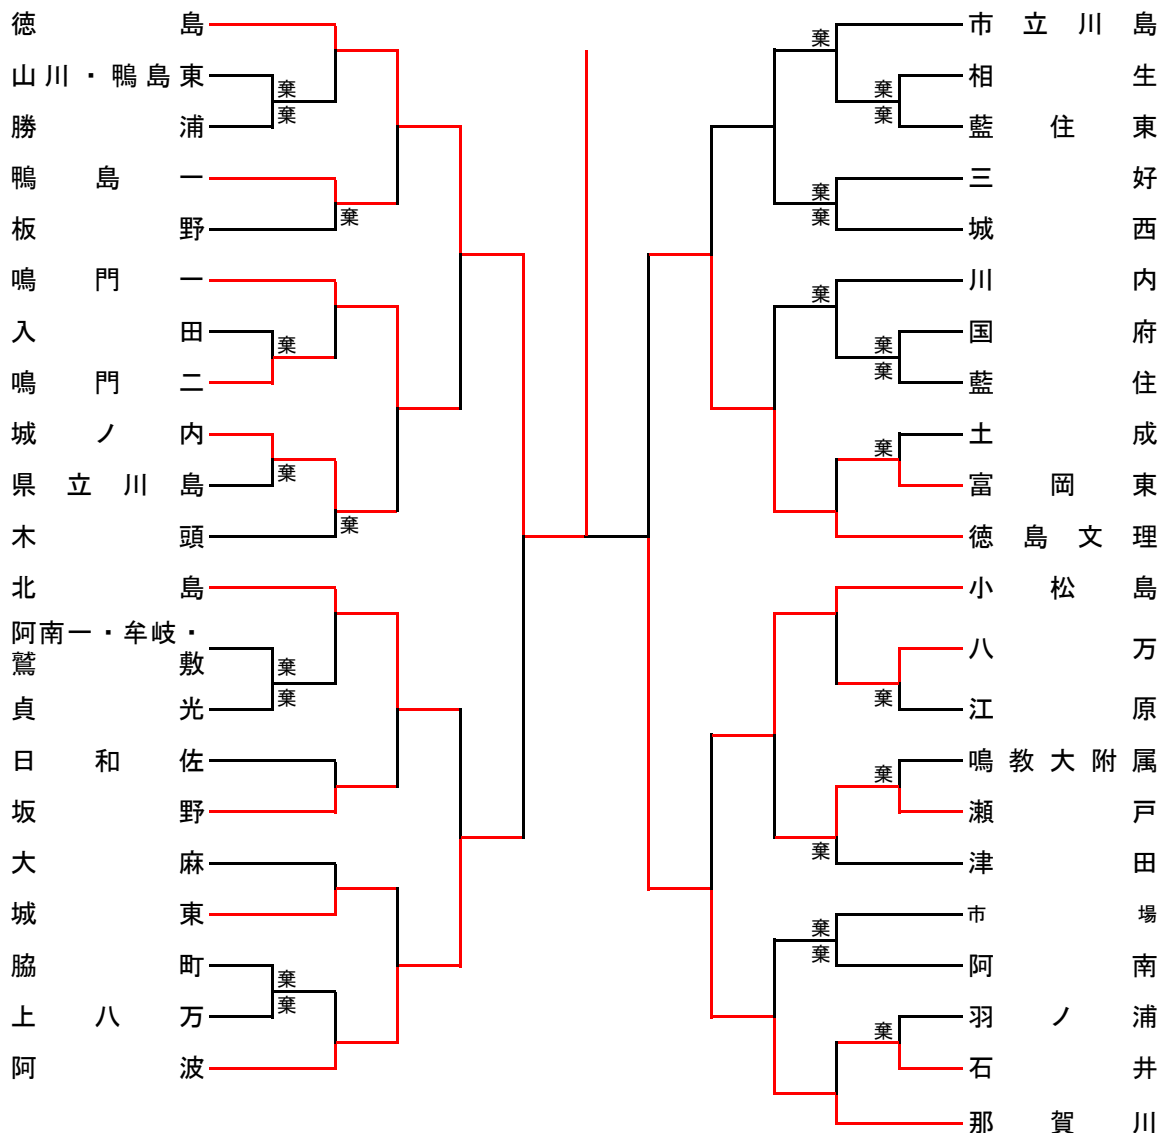 徳島
山川・鴨島東
棄
棄
勝浦
鴨島一
棄
板野
鳴門一
入田
棄
鳴門二
城ノ内
棄
県立川島
棄
木頭
北島
阿南一・牟岐・
鷲敷
棄
棄
貞光
日和佐
坂野
大麻
城東
脇町
棄
棄
上八万
阿波
市立川島
棄
相生
棄
棄
藍住東
三好
棄
棄
城西
川内
棄
国府
棄
棄
藍住
土成
棄
富岡東
徳島文理
小松島
八万
棄
江原
鳴教大附属
棄
瀬戸
棄
津田
市場
棄
棄
阿南
羽ノ浦
棄
石井
那賀川